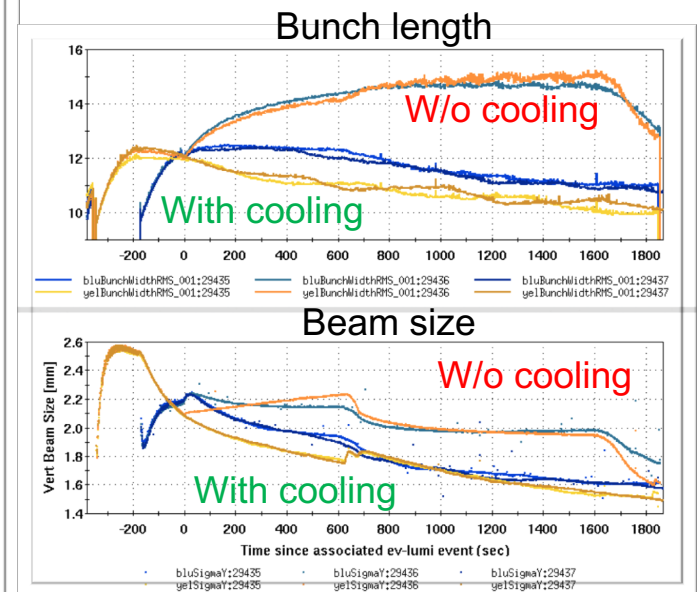 Bunch length
16
14
12
10
W/o cooling
With cooling
-200 0 200 400 600 800 1000 1200 1400 1600 1800
bluBunchWidthRMS_001:29435 bluBunchWidthRMS_001:29436 bluBunchWidthRMS_001:29437
yelBunchWidthRMS_001:29435 yelBunchWidthRMS_001:29436 yelBunchWidthRMS_001:29437
Beam size
Vert Beam Size [mm]
2.6
2.4
2.2
2.0
1.8
1.6
1.4
W/o cooling
With cooling
-200 0 200 400 600 800 1000 1200 1400 1600 1800
Time since associated ev-lumi event (sec)
bluSigmaY:29435 bluSigmaY:29436 bluSigmaY:29437
yelSigmaY:29435 yelSigmaY:29436 yelSigmaY:29437